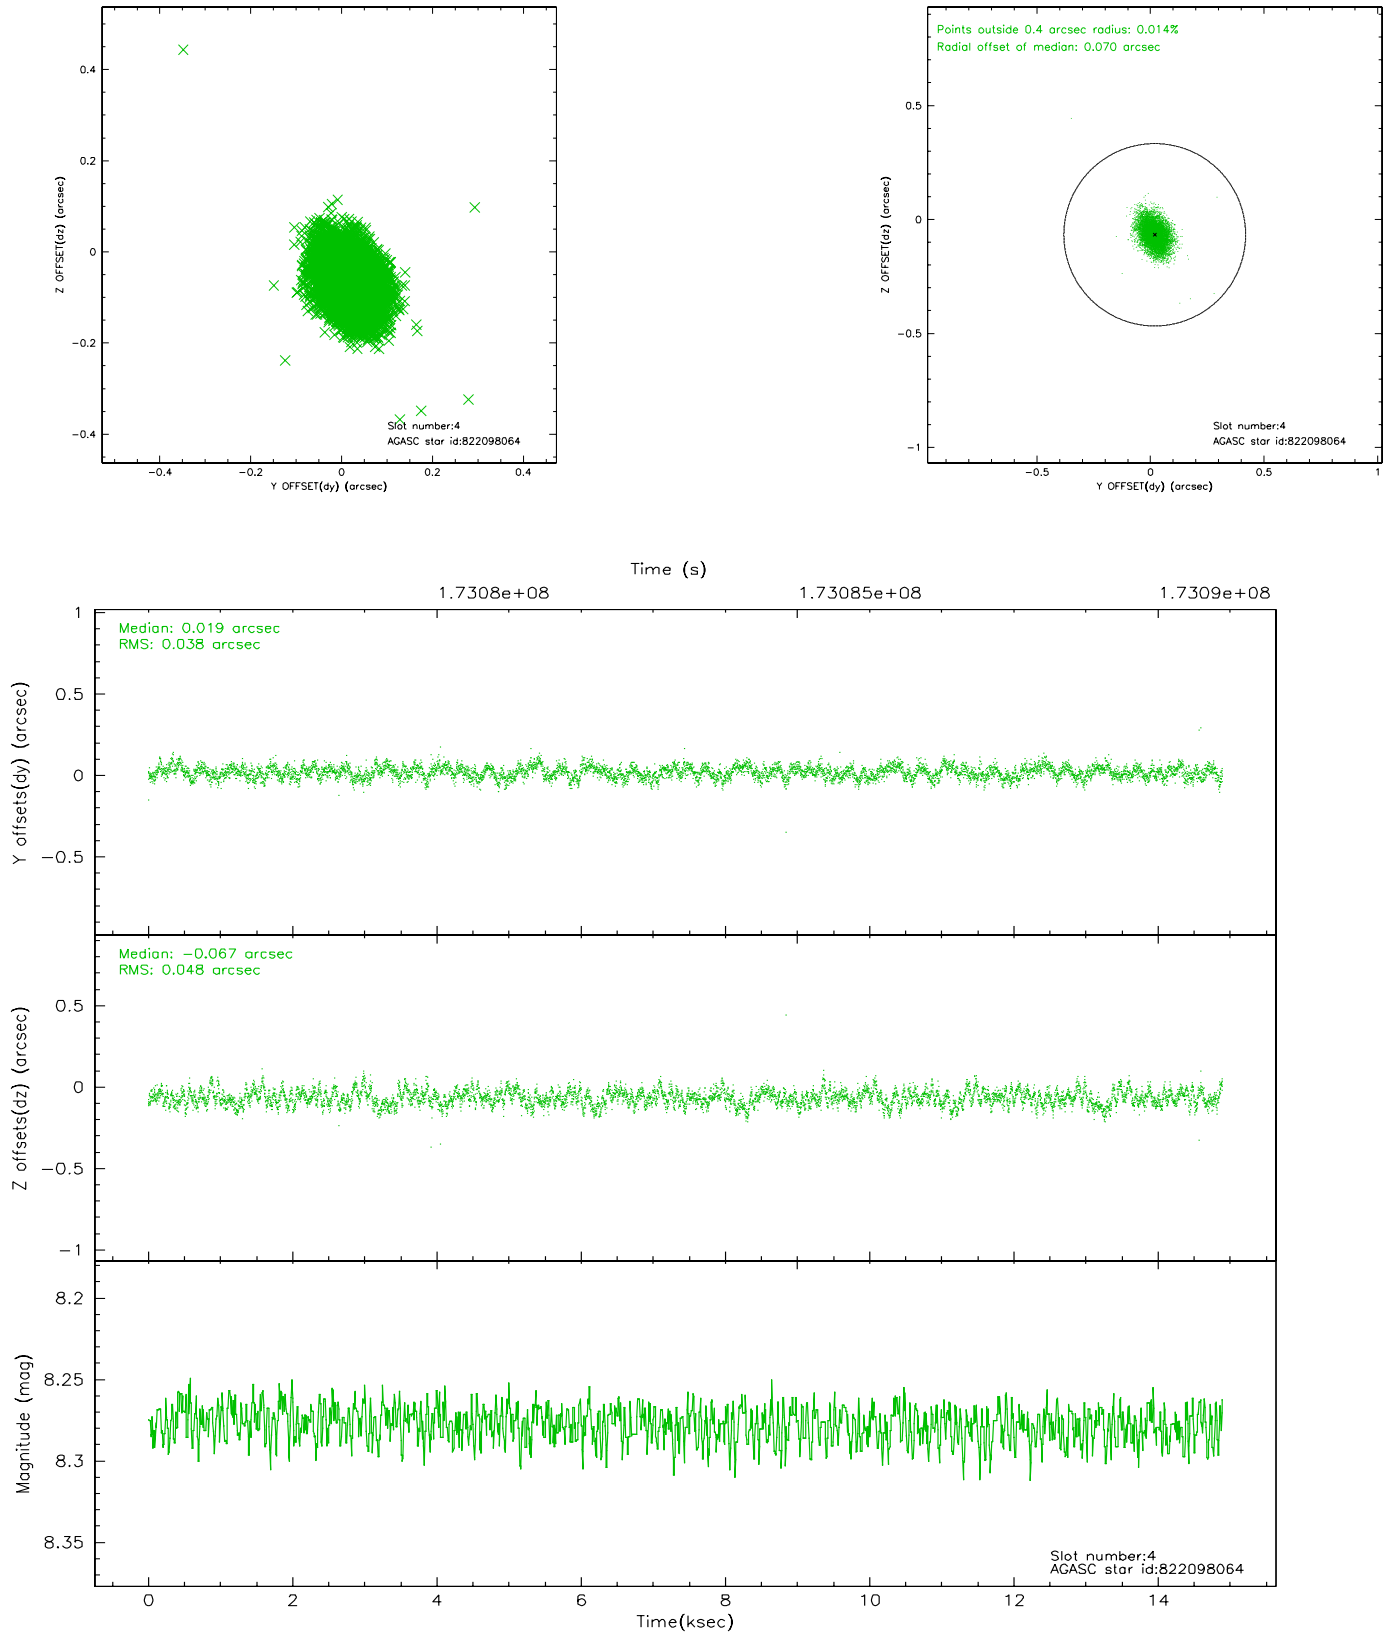 0.4
0.2
0
−0.2
−0.4
Z OFFSET(dz) (arcsec)
Slot number:4
AGASC star id:822098064
−0.4 −0.2 0 0.2 0.4
Y OFFSET(dy) (arcsec)
Points outside 0.4 arcsec radius: 0.014%
Radial offset of median: 0.070 arcsec
0.5
0
−0.5
−1
Z OFFSET(dz) (arcsec)
Slot number:4
AGASC star id:822098064
−0.5 0 0.5 1
Y OFFSET(dy) (arcsec)
Time (s)
1.7308e+08 1.73085e+08 1.7309e+08
Median: 0.019 arcsec
RMS: 0.038 arcsec
1
0.5
0
−0.5
Y offsets(dy) (arcsec)
Median: −0.067 arcsec
RMS: 0.048 arcsec
0.5
0
−0.5
−1
Z offsets(dz) (arcsec)
8.2
8.25
8.3
8.35
Magnitude (mag)
Slot number:4
AGASC star id:822098064
0 2 4 6 8 10 12 14
Time(ksec)